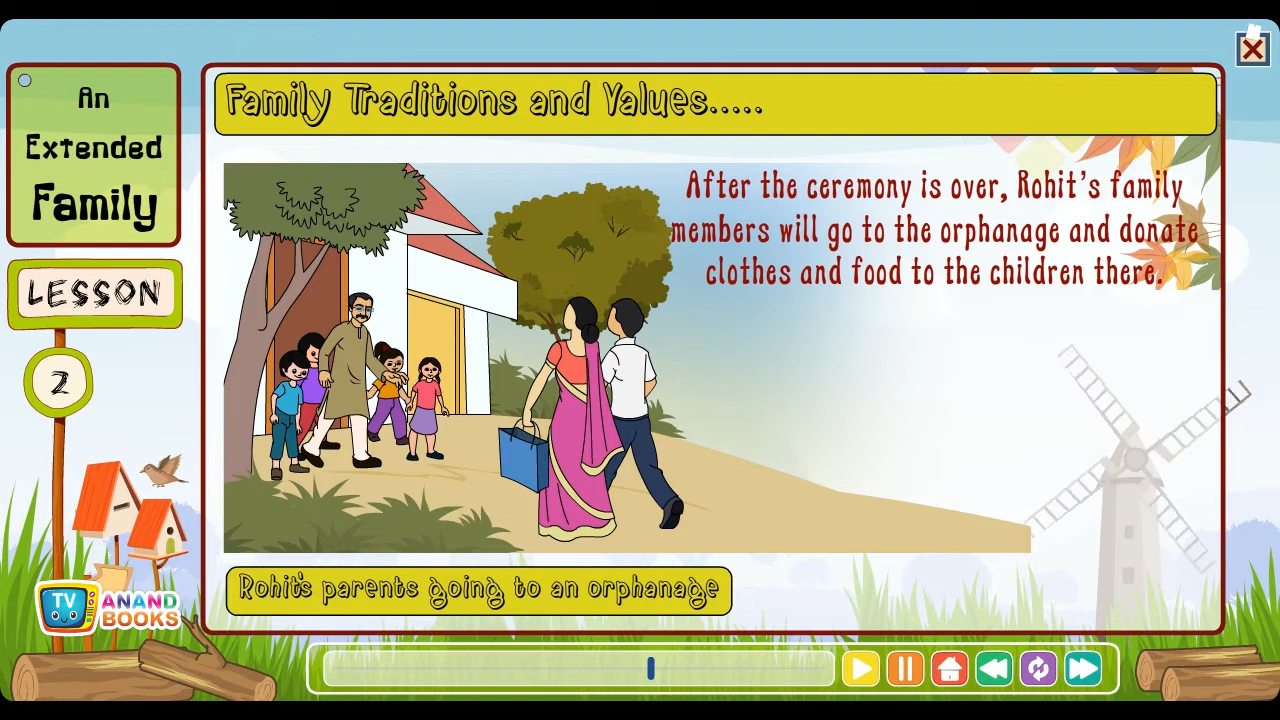 An
Extended
Family
LESSON
2
Family Traditions and Values.....
After the ceremony is over, Rohit's family
members will go to the orphanage and donate
clothes and food to the children there.
Rohit's parents going to an orphanage
TV
ANAND
BOOKS